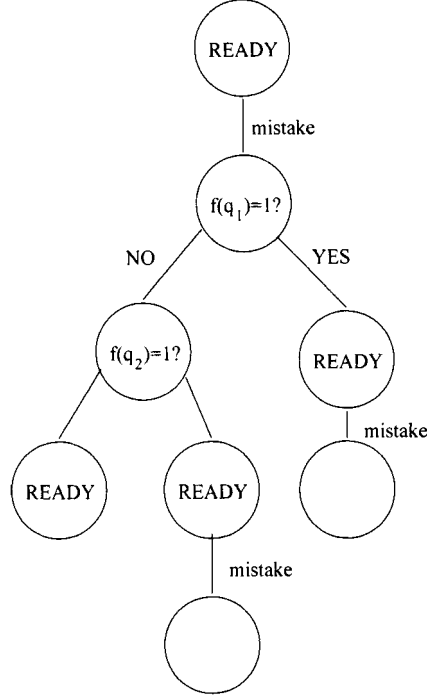 READY
mistake
f(q₁)=1?
NO
YES
f(q₂)=1?
READY
mistake
READY
READY
mistake